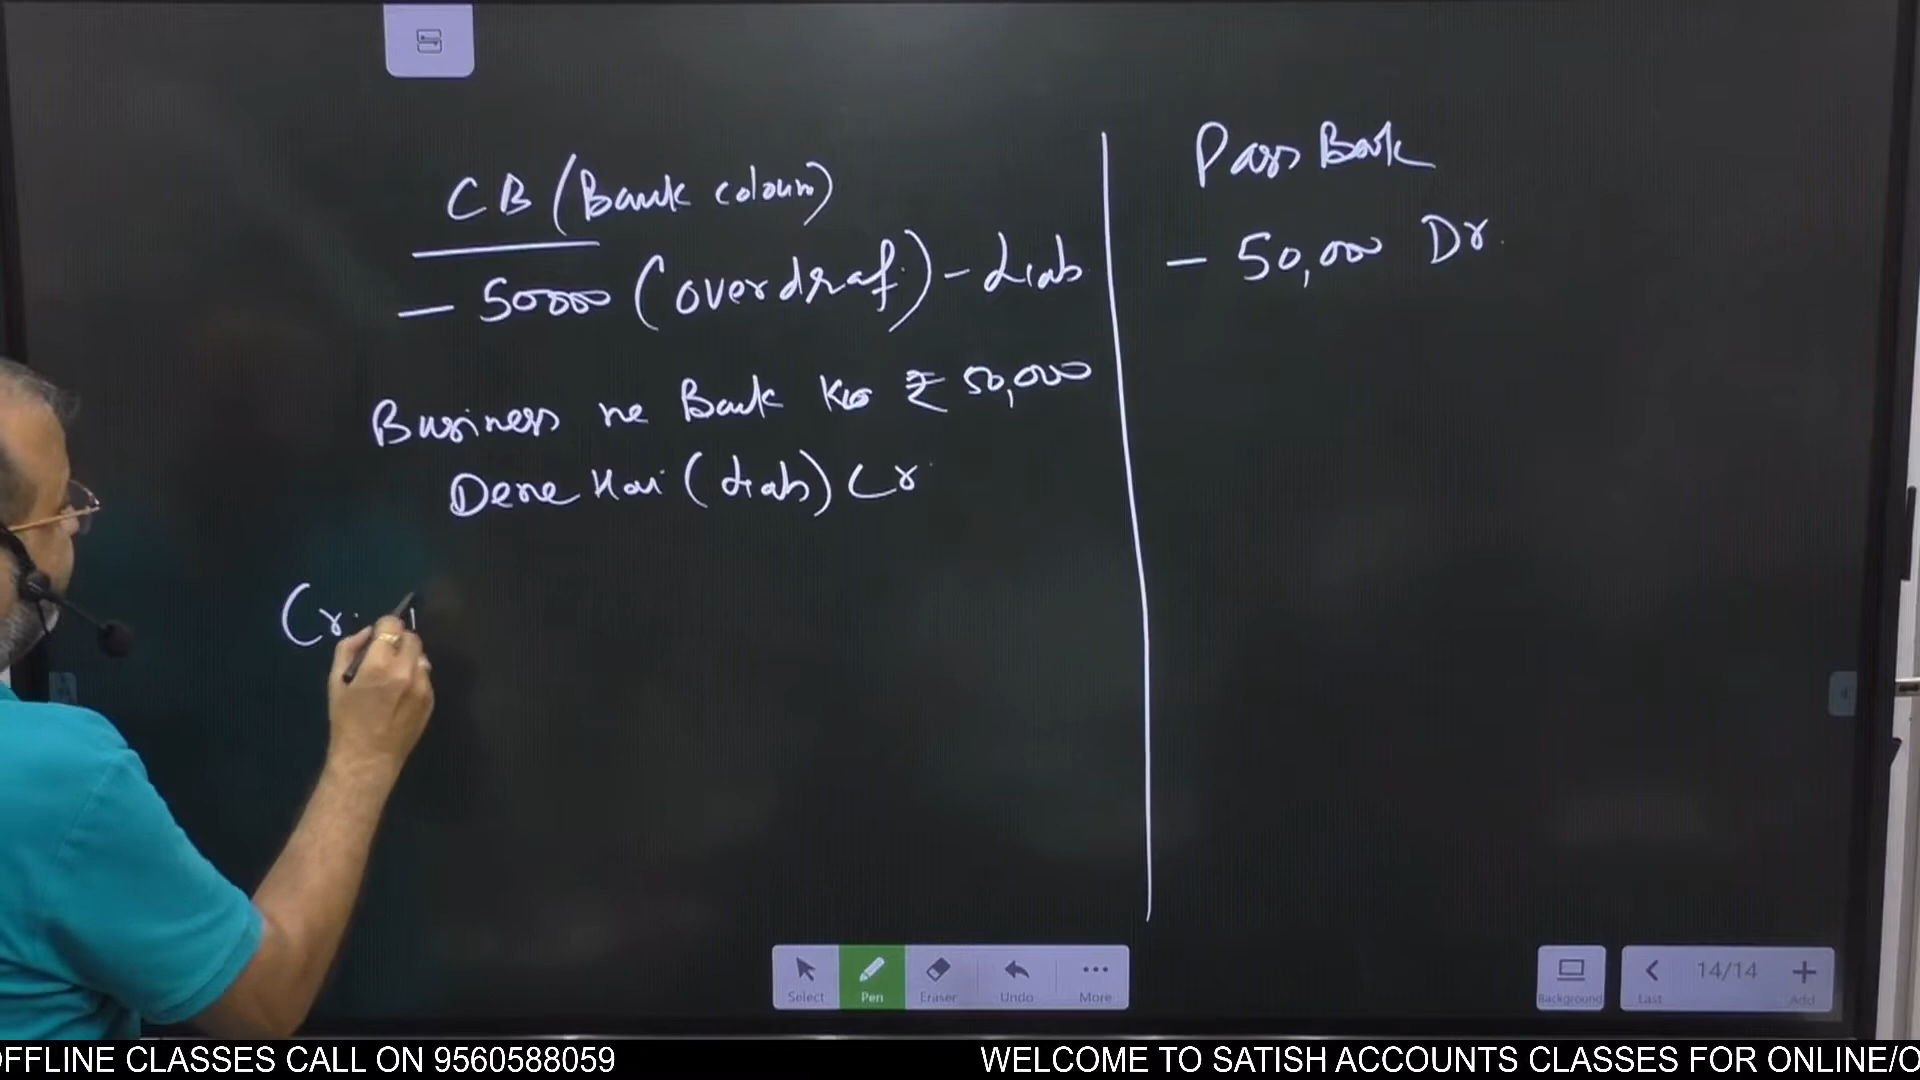 CB (Bank coloum)
- 50000 (overdraf.) - Liab
Business ne Bank ko ₹ 50,000
Dene Hai (Liab) Cr
Cr.
Pass Book
- 50,000 Dr.
Select Pen Eraser Undo More
Background
Last 14/14 Add
OFFLINE CLASSES CALL ON 9560588059 WELCOME TO SATISH ACCOUNTS CLASSES FOR ONLINE/O